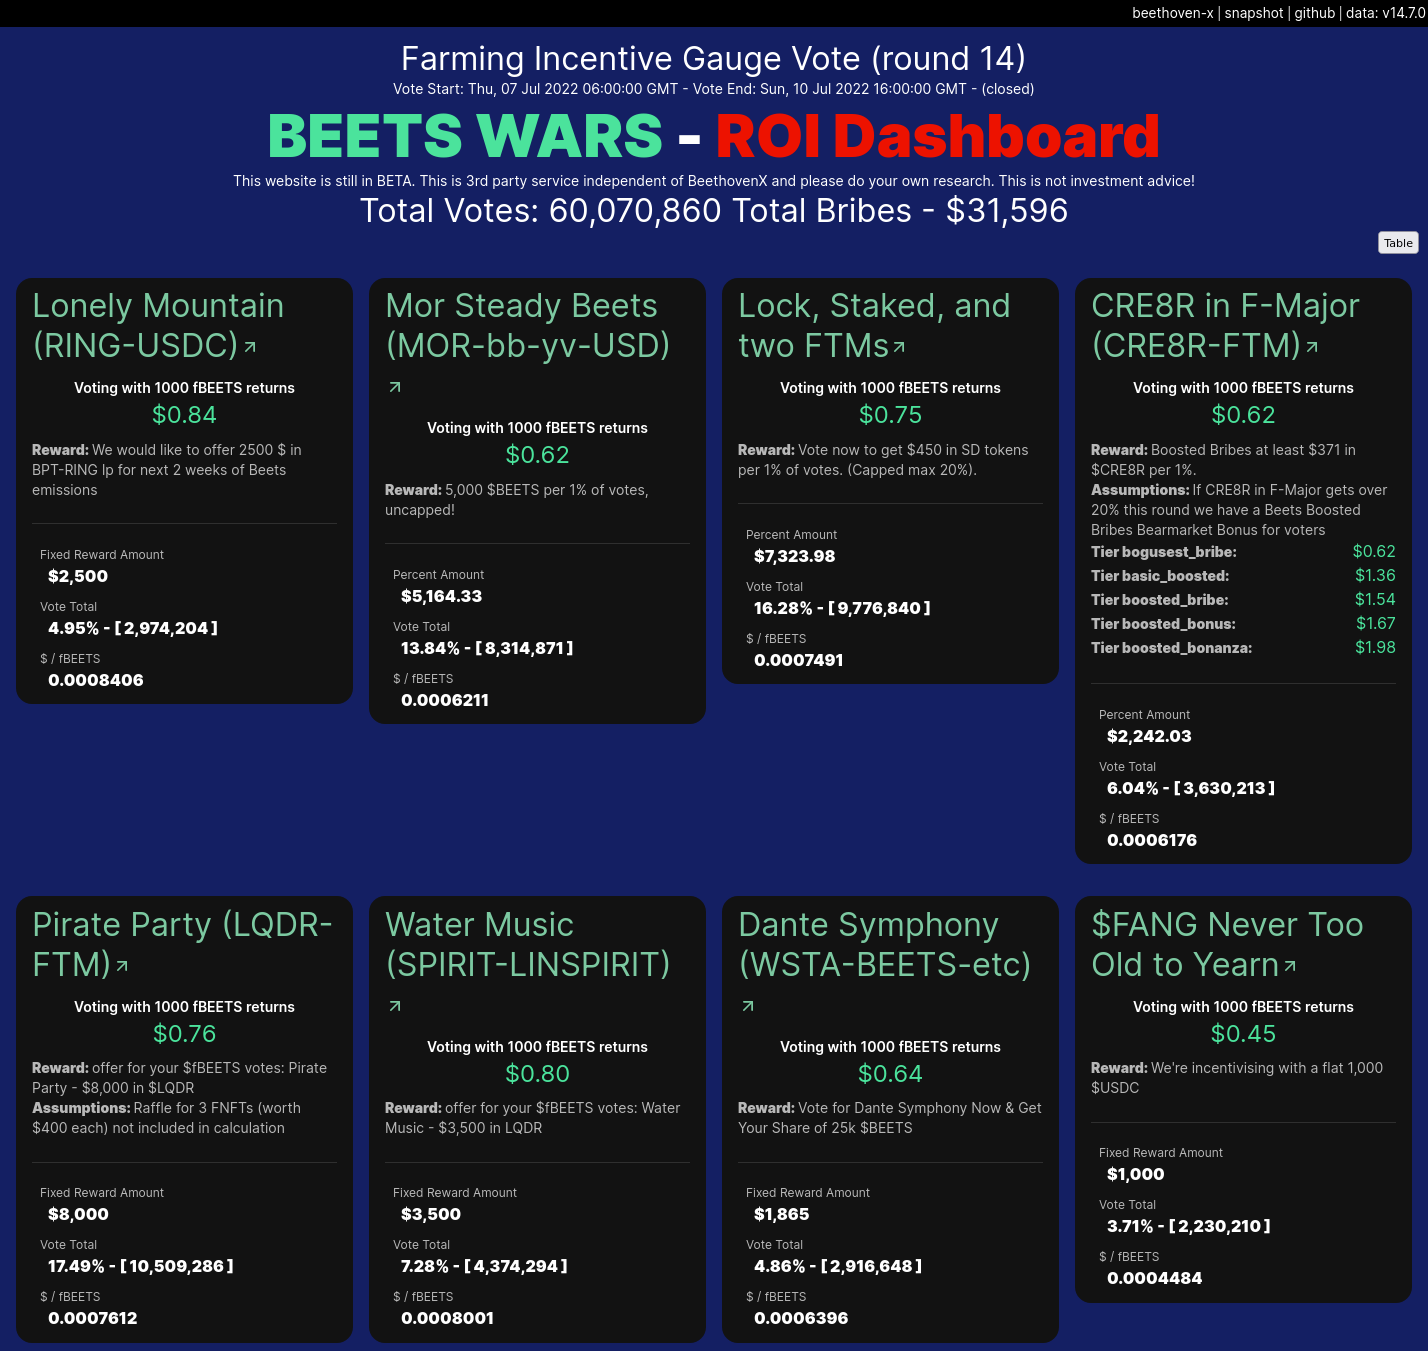 beethoven-x | snapshot | github | data: v14.7.0
Farming Incentive Gauge Vote (round 14)
Vote Start: Thu, 07 Jul 2022 06:00:00 GMT - Vote End: Sun, 10 Jul 2022 16:00:00 GMT - (closed)
BEETS WARS - ROI Dashboard
This website is still in BETA. This is 3rd party service independent of BeethovenX and please do your own research. This is not investment advice!
Total Votes: 60,070,860 Total Bribes - $31,596
Table
Lonely Mountain
(RING-USDC)
Voting with 1000 fBEETS returns
$0.84
Reward: We would like to offer 2500 $ in
BPT-RING lp for next 2 weeks of Beets
emissions
Fixed Reward Amount
$2,500
Vote Total
4.95% - [ 2,974,204 ]
$ / fBEETS
0.0008406
Mor Steady Beets
(MOR-bb-yv-USD)
Voting with 1000 fBEETS returns
$0.62
Reward: 5,000 $BEETS per 1% of votes,
uncapped!
Percent Amount
$5,164.33
Vote Total
13.84% - [ 8,314,871 ]
$ / fBEETS
0.0006211
Lock, Staked, and
two FTMs
Voting with 1000 fBEETS returns
$0.75
Reward: Vote now to get $450 in SD tokens
per 1% of votes. (Capped max 20%).
Percent Amount
$7,323.98
Vote Total
16.28% - [ 9,776,840 ]
$ / fBEETS
0.0007491
CRE8R in F-Major
(CRE8R-FTM)
Voting with 1000 fBEETS returns
$0.62
Reward: Boosted Bribes at least $371 in
$CRE8R per 1%.
Assumptions: If CRE8R in F-Major gets over
20% this round we have a Beets Boosted
Bribes Bearmarket Bonus for voters
Tier bogusest_bribe: $0.62
Tier basic_boosted: $1.36
Tier boosted_bribe: $1.54
Tier boosted_bonus: $1.67
Tier boosted_bonanza: $1.98
Percent Amount
$2,242.03
Vote Total
6.04% - [ 3,630,213 ]
$ / fBEETS
0.0006176
Pirate Party (LQDR-
FTM)
Voting with 1000 fBEETS returns
$0.76
Reward: offer for your $fBEETS votes: Pirate
Party - $8,000 in $LQDR
Assumptions: Raffle for 3 FNFTs (worth
$400 each) not included in calculation
Fixed Reward Amount
$8,000
Vote Total
17.49% - [ 10,509,286 ]
$ / fBEETS
0.0007612
Water Music
(SPIRIT-LINSPIRIT)
Voting with 1000 fBEETS returns
$0.80
Reward: offer for your $fBEETS votes: Water
Music - $3,500 in LQDR
Fixed Reward Amount
$3,500
Vote Total
7.28% - [ 4,374,294 ]
$ / fBEETS
0.0008001
Dante Symphony
(WSTA-BEETS-etc)
Voting with 1000 fBEETS returns
$0.64
Reward: Vote for Dante Symphony Now & Get
Your Share of 25k $BEETS
Fixed Reward Amount
$1,865
Vote Total
4.86% - [ 2,916,648 ]
$ / fBEETS
0.0006396
$FANG Never Too
Old to Yearn
Voting with 1000 fBEETS returns
$0.45
Reward: We're incentivising with a flat 1,000
$USDC
Fixed Reward Amount
$1,000
Vote Total
3.71% - [ 2,230,210 ]
$ / fBEETS
0.0004484